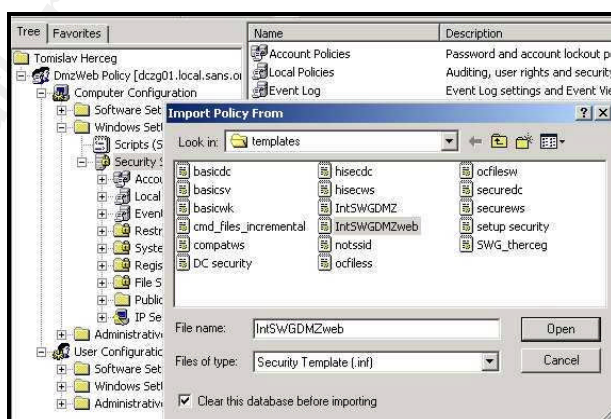 Tree Favorites
Name Description
Tomislav Herceg
DmzWeb Policy [dczg01.local.sans.or
Computer Configuration
Software Set
Windows Sett
Scripts (S
Security S
Accou
Local
Event
Restr
Syste
Regis
File S
Public
IP Se
Administrativ
User Configuratic
Software Set
Windows Sett
Administrativ
Account Policies Password and account lockout p
Local Policies Auditing, user rights and securit
Event Log Event Log settings and Event Vie
Import Policy From
Look in: templates
basicdc
basicsv
basicwk
cmd_files_incremental
compatws
DC security
hisecdc
hisecws
IntSWGDMZ
IntSWGDMZweb
notssid
ocfiless
ocfilesw
securedc
securews
setup security
SWG_therceg
File name: IntSWGDMZweb Open
Files of type: Security Template (.inf) Cancel
Clear this database before importing